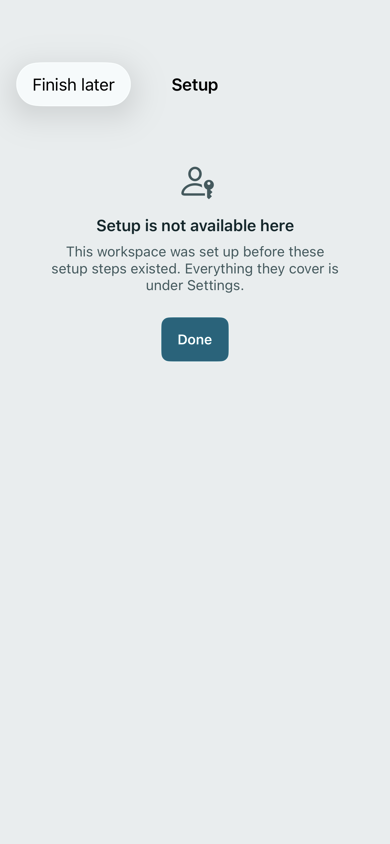 Finish later
Setup
Setup is not available here
This workspace was set up before these
setup steps existed. Everything they cover is
under Settings.
Done